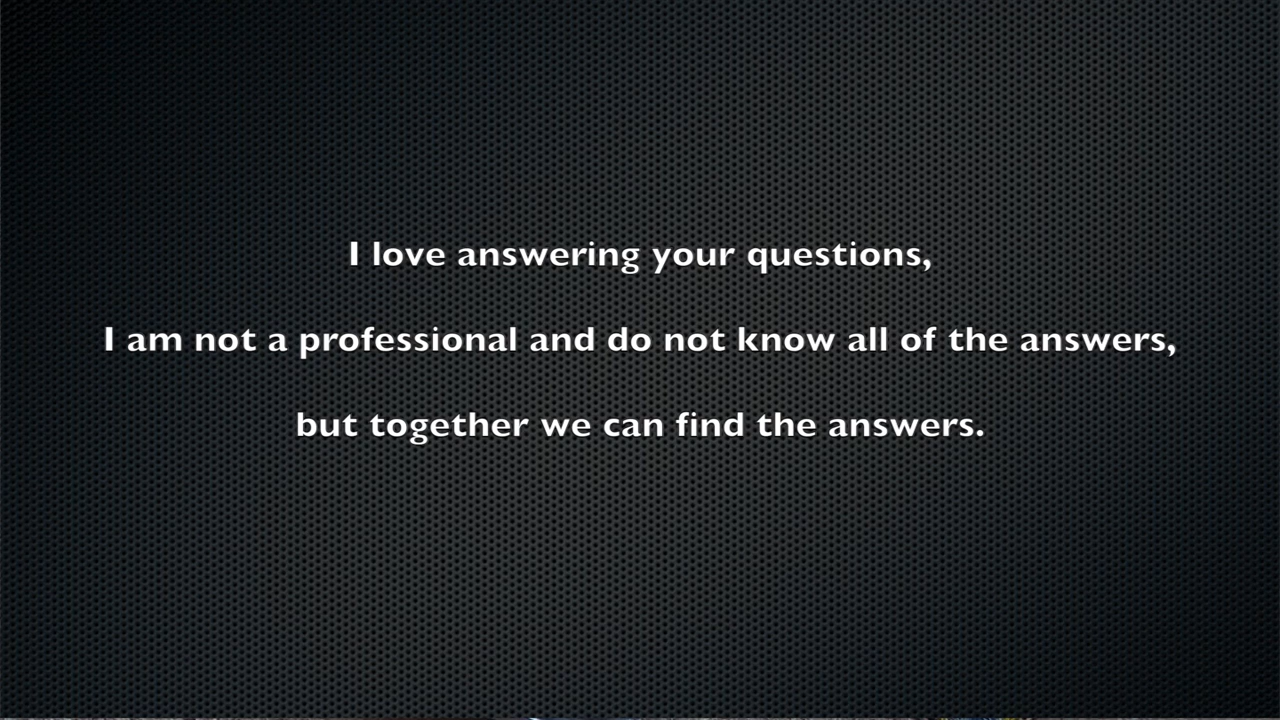 I love answering your questions,
I am not a professional and do not know all of the answers,
but together we can find the answers.